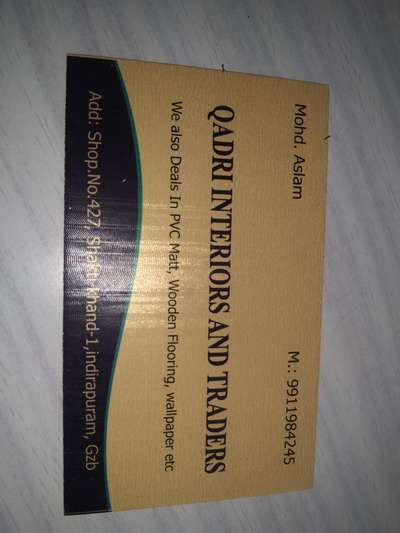 Mohd. Aslam
M.: 9911984245
QADRI INTERIORS AND TRADERS
We also Deals In PVC Matt, Wooden Flooring, wallpaper etc
Add: Shop.No.427, Shakti khand-1,indirapuram, Gzb